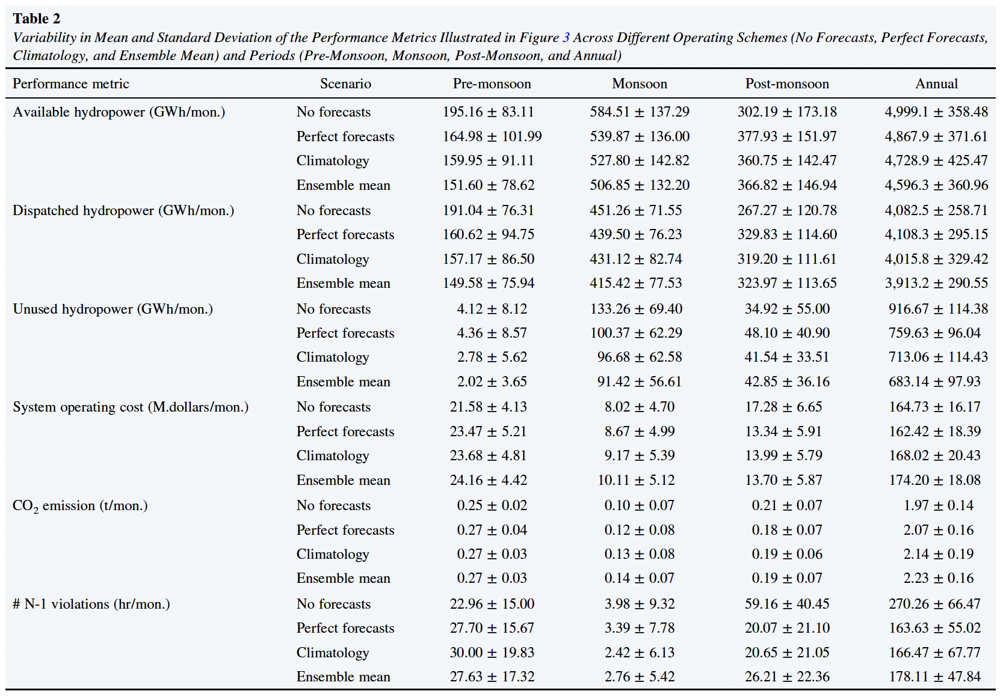 Table 2
Variability in Mean and Standard Deviation of the Performance Metrics Illustrated in Figure 3 Across Different Operating Schemes (No Forecasts, Perfect Forecasts,
Climatology, and Ensemble Mean) and Periods (Pre-Monsoon, Monsoon, Post-Monsoon, and Annual)
Performance metric Scenario Pre-monsoon Monsoon Post-monsoon Annual
Available hydropower (GWh/mon.) No forecasts 195.16 ± 83.11 584.51 ± 137.29 302.19 ± 173.18 4,999.1 ± 358.48
Perfect forecasts 164.98 ± 101.99 539.87 ± 136.00 377.93 ± 151.97 4,867.9 ± 371.61
Climatology 159.95 ± 91.11 527.80 ± 142.82 360.75 ± 142.47 4,728.9 ± 425.47
Ensemble mean 151.60 ± 78.62 506.85 ± 132.20 366.82 ± 146.94 4,596.3 ± 360.96
Dispatched hydropower (GWh/mon.) No forecasts 191.04 ± 76.31 451.26 ± 71.55 267.27 ± 120.78 4,082.5 ± 258.71
Perfect forecasts 160.62 ± 94.75 439.50 ± 76.23 329.83 ± 114.60 4,108.3 ± 295.15
Climatology 157.17 ± 86.50 431.12 ± 82.74 319.20 ± 111.61 4,015.8 ± 329.42
Ensemble mean 149.58 ± 75.94 415.42 ± 77.53 323.97 ± 113.65 3,913.2 ± 290.55
Unused hydropower (GWh/mon.) No forecasts 4.12 ± 8.12 133.26 ± 69.40 34.92 ± 55.00 916.67 ± 114.38
Perfect forecasts 4.36 ± 8.57 100.37 ± 62.29 48.10 ± 40.90 759.63 ± 96.04
Climatology 2.78 ± 5.62 96.68 ± 62.58 41.54 ± 33.51 713.06 ± 114.43
Ensemble mean 2.02 ± 3.65 91.42 ± 56.61 42.85 ± 36.16 683.14 ± 97.93
System operating cost (M.dollars/mon.) No forecasts 21.58 ± 4.13 8.02 ± 4.70 17.28 ± 6.65 164.73 ± 16.17
Perfect forecasts 23.47 ± 5.21 8.67 ± 4.99 13.34 ± 5.91 162.42 ± 18.39
Climatology 23.68 ± 4.81 9.17 ± 5.39 13.99 ± 5.79 168.02 ± 20.43
Ensemble mean 24.16 ± 4.42 10.11 ± 5.12 13.70 ± 5.87 174.20 ± 18.08
CO₂ emission (t/mon.) No forecasts 0.25 ± 0.02 0.10 ± 0.07 0.21 ± 0.07 1.97 ± 0.14
Perfect forecasts 0.27 ± 0.04 0.12 ± 0.08 0.18 ± 0.07 2.07 ± 0.16
Climatology 0.27 ± 0.03 0.13 ± 0.08 0.19 ± 0.06 2.14 ± 0.19
Ensemble mean 0.27 ± 0.03 0.14 ± 0.07 0.19 ± 0.07 2.23 ± 0.16
# N-1 violations (hr/mon.) No forecasts 22.96 ± 15.00 3.98 ± 9.32 59.16 ± 40.45 270.26 ± 66.47
Perfect forecasts 27.70 ± 15.67 3.39 ± 7.78 20.07 ± 21.10 163.63 ± 55.02
Climatology 30.00 ± 19.83 2.42 ± 6.13 20.65 ± 21.05 166.47 ± 67.77
Ensemble mean 27.63 ± 17.32 2.76 ± 5.42 26.21 ± 22.36 178.11 ± 47.84